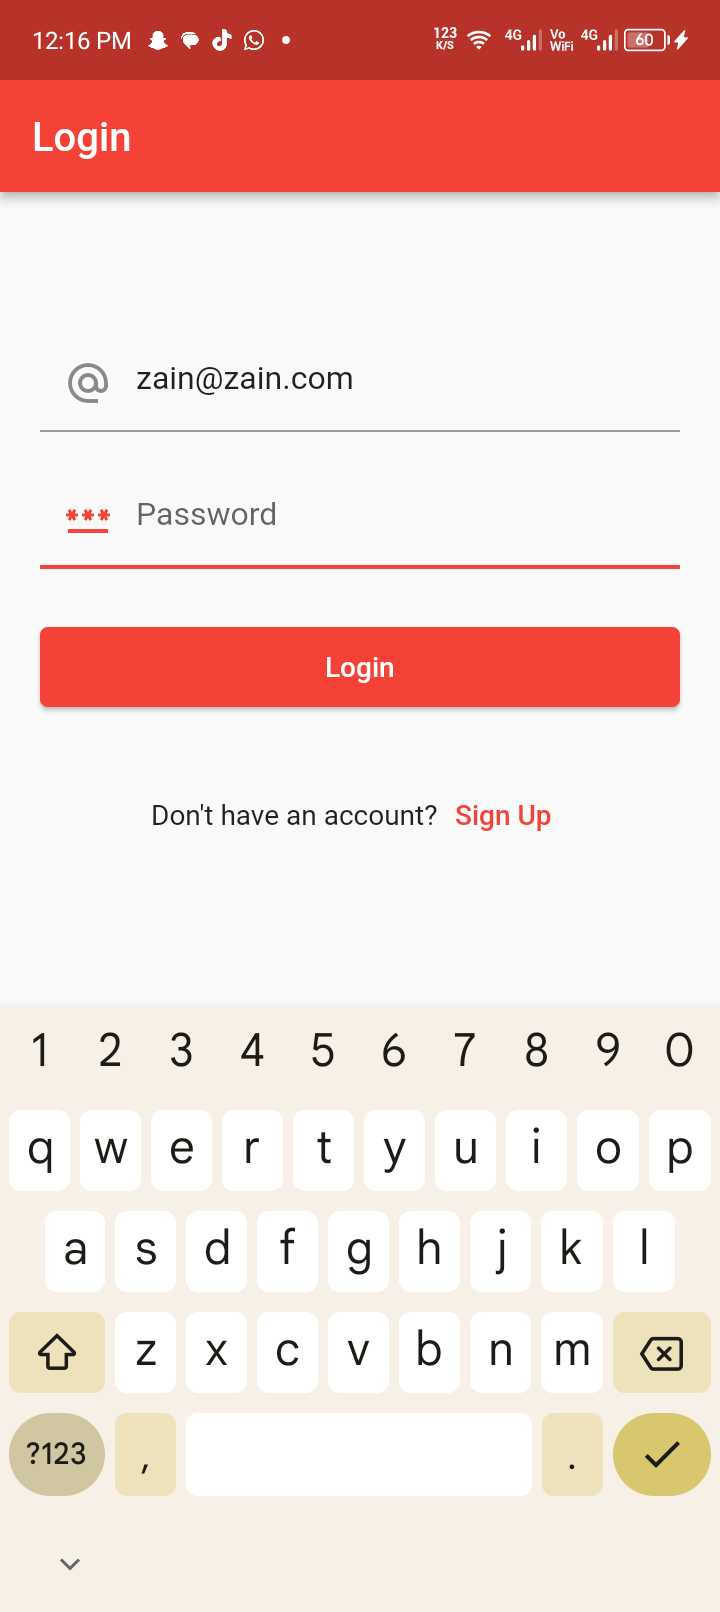 12:16 PM 123 K/S 4G Vo WiFi 4G 60
Login
zain@zain.com
*** Password
Login
Don't have an account? Sign Up
1 2 3 4 5 6 7 8 9 0
q w e r t y u i o p
a s d f g h j k l
z x c v b n m
?123 , .